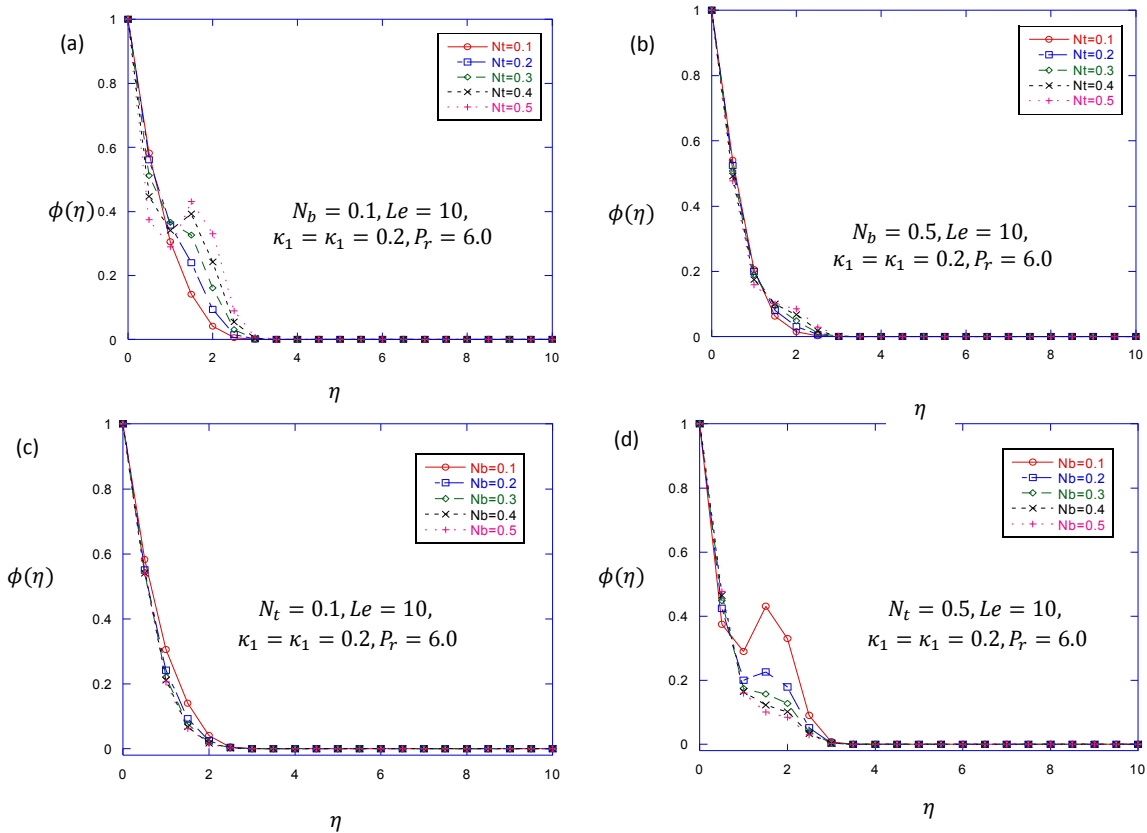 (a)
1
0.8
0.6
0.4
0.2
0
0 2 4 6 8 10
ϕ(η)
η
Nt=0.1
Nt=0.2
Nt=0.3
Nt=0.4
Nt=0.5
N_b = 0.1, Le = 10,
κ_1 = κ_1 = 0.2, P_r = 6.0
(b)
1
0.8
0.6
0.4
0.2
0
0 2 4 6 8 10
ϕ(η)
η
Nt=0.1
Nt=0.2
Nt=0.3
Nt=0.4
Nt=0.5
N_b = 0.5, Le = 10,
κ_1 = κ_1 = 0.2, P_r = 6.0
(c)
1
0.8
0.6
0.4
0.2
0
0 2 4 6 8 10
ϕ(η)
η
Nb=0.1
Nb=0.2
Nb=0.3
Nb=0.4
Nb=0.5
N_t = 0.1, Le = 10,
κ_1 = κ_1 = 0.2, P_r = 6.0
(d)
1
0.8
0.6
0.4
0.2
0
0 2 4 6 8 10
ϕ(η)
η
Nb=0.1
Nb=0.2
Nb=0.3
Nb=0.4
Nb=0.5
N_t = 0.5, Le = 10,
κ_1 = κ_1 = 0.2, P_r = 6.0